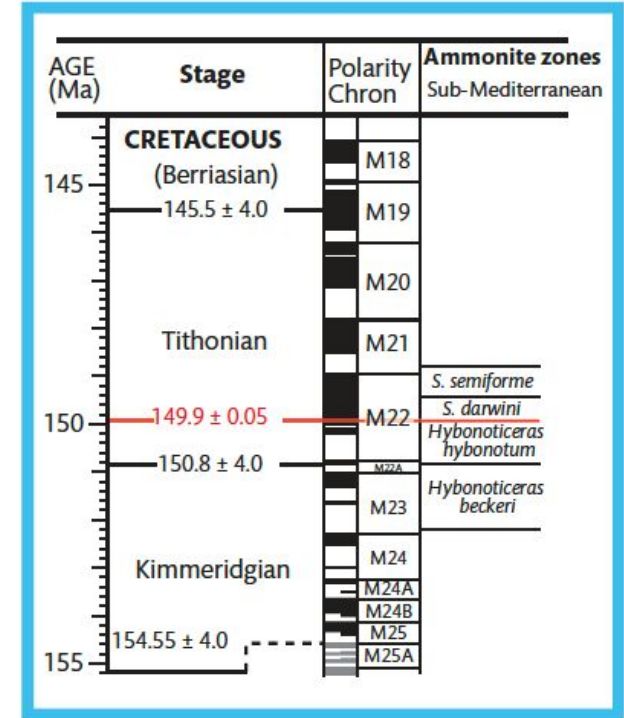 AGE
(Ma)
Stage
Polarity
Chron
Ammonite zones
Sub-Mediterranean
CRETACEOUS
(Berriasian)
145
145.5 ± 4.0
Tithonian
149.9 ± 0.05
150
150.8 ± 4.0
Kimmeridgian
154.55 ± 4.0
155
M18
M19
M20
M21
M22
M22A
M23
M24
M24A
M24B
M25
M25A
S. semiforme
S. darwini
Hybonoticeras
hybonotum
Hybonoticeras
beckeri